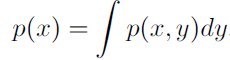 p(x) = ∫ p(x, y)dy